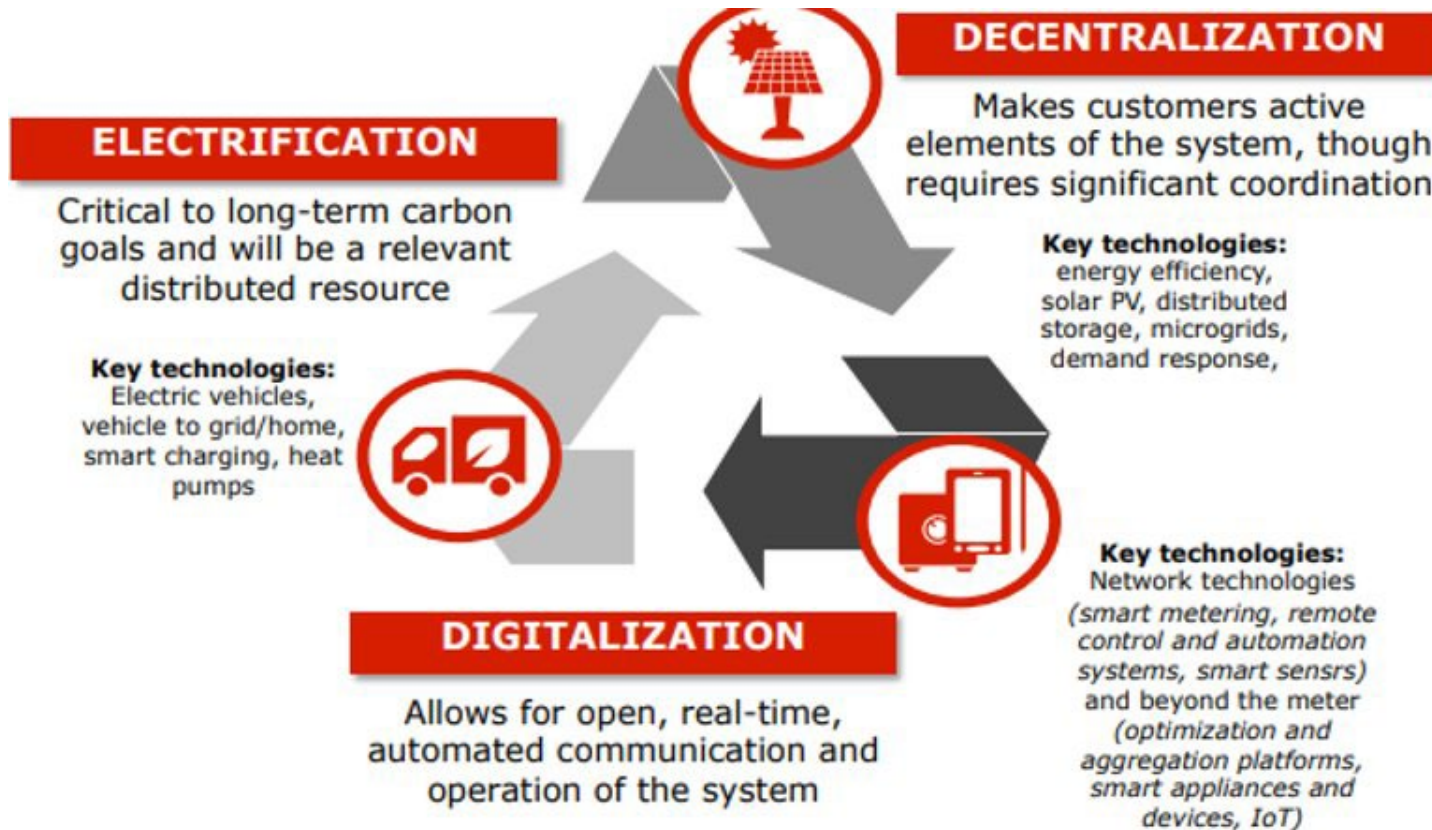 DECENTRALIZATION
Makes customers active
elements of the system, though
requires significant coordination
Key technologies:
energy efficiency,
solar PV, distributed
storage, microgrids,
demand response,
ELECTRIFICATION
Critical to long-term carbon
goals and will be a relevant
distributed resource
Key technologies:
Electric vehicles,
vehicle to grid/home,
smart charging, heat
pumps
DIGITALIZATION
Allows for open, real-time,
automated communication and
operation of the system
Key technologies:
Network technologies
(smart metering, remote
control and automation
systems, smart sensrs)
and beyond the meter
(optimization and
aggregation platforms,
smart appliances and
devices, IoT)